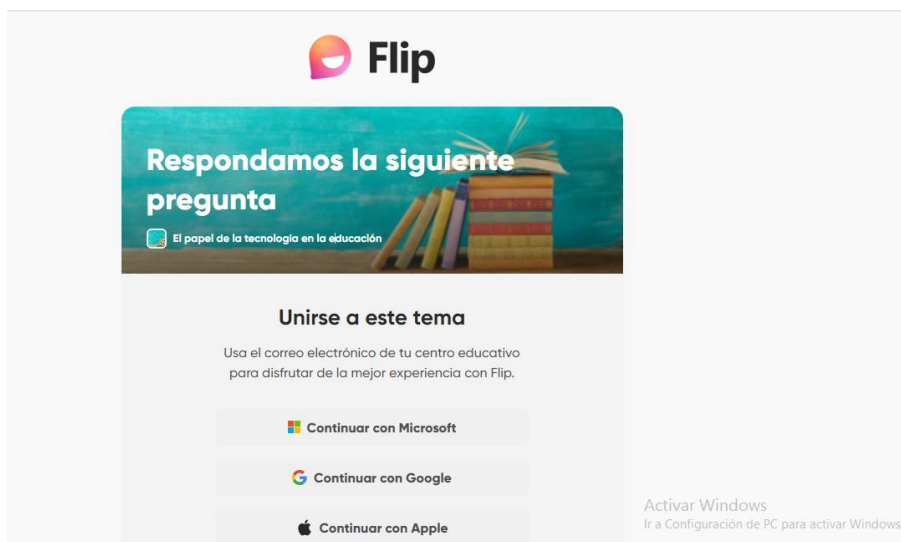 Flip
Respondamos la siguiente
pregunta
El papel de la tecnología en la educación
Unirse a este tema
Usa el correo electrónico de tu centro educativo
para disfrutar de la mejor experiencia con Flip.
Continuar con Microsoft
Continuar con Google
Continuar con Apple
Activar Windows
Ir a Configuración de PC para activar Windows